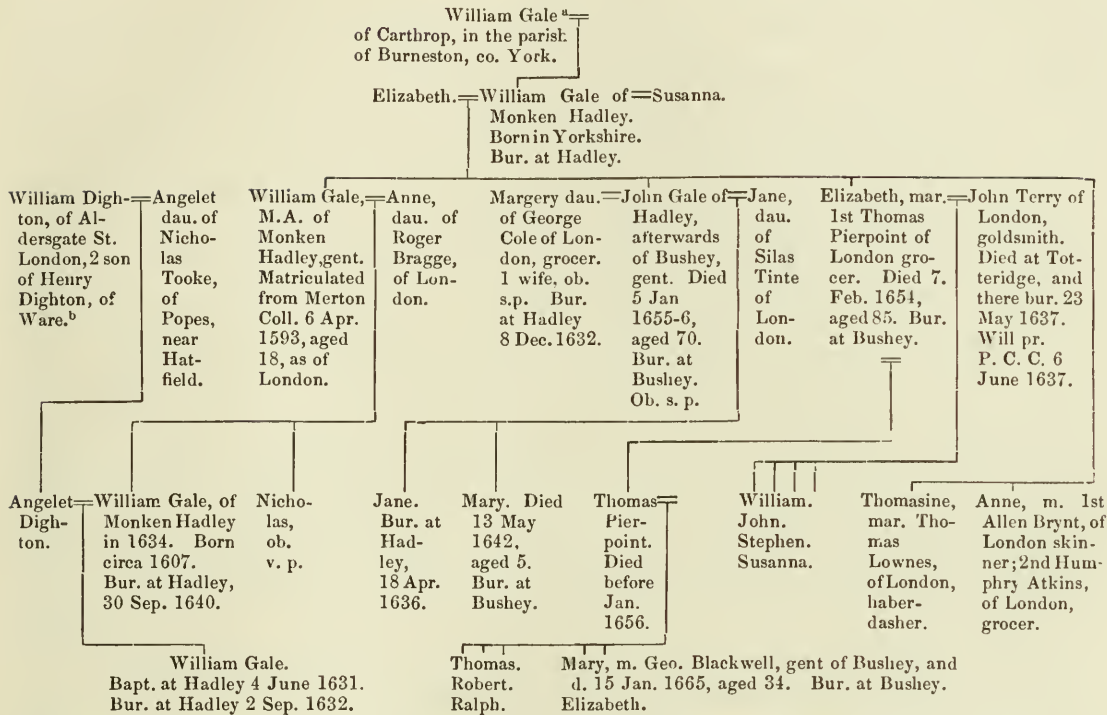 William Gale a
of Carthrop, in the parish
of Burneston, co. York.
Elizabeth. William Gale of Susanna.
Monken Hadley.
Born in Yorkshire.
Bur. at Hadley.
William Digh-
ton, of Al-
dersgate St.
London, 2 son
of Henry
Dighton, of
Ware.b
Angelet
dau. of
Nicho-
las
Tooke,
of
Popes,
near
Hat-
field.
William Gale,
M.A. of
Monken
Hadley, gent.
Matriculated
from Merton
Coll. 6 Apr.
1593, aged
18, as of
London.
Anne,
dau. of
Roger
Bragge,
of Lon-
don.
Margery dau.
of George
Cole of Lon-
don, grocer.
1 wife, ob.
s.p. Bur.
at Hadley
8 Dec. 1632.
John Gale of
Hadley,
afterwards
of Bushey,
gent. Died
5 Jan
1655-6,
aged 70.
Bur. at
Bushey.
Ob. s. p.
Jane,
dau.
of
Silas
Tinte
of
Lon-
don.
Elizabeth, mar.
1st Thomas
Pierpoint of
London gro-
cer. Died 7.
Feb. 1654,
aged 85. Bur.
at Bushey.
John Terry of
London,
goldsmith.
Died at Tot-
teridge, and
there bur. 23
May 1637.
Will pr.
P. C. C. 6
June 1637.
Angelet
Digh-
ton.
William Gale, of
Monken Hadley
in 1634. Born
circa 1607.
Bur. at Hadley,
30 Sep. 1640.
Nicho-
las,
ob.
v. p.
Jane.
Bur. at
Had-
ley,
18 Apr.
1636.
Mary. Died
13 May
1642,
aged 5.
Bur. at
Bushey.
Thomas
Pier-
point.
Died
before
Jan.
1656.
William.
John.
Stephen.
Susanna.
Thomasine,
mar. Tho-
mas
Lownes,
of London,
haber-
dasher.
Anne, m. 1st
Allen Brynt, of
London skin-
ner; 2nd Hum-
phry Atkins,
of London,
grocer.
William Gale.
Bapt. at Hadley 4 June 1631.
Bur. at Hadley 2 Sep. 1632.
Thomas.
Robert.
Ralph.
Mary, m. Geo. Blackwell, gent of Bushey, and
d. 15 Jan. 1665, aged 34. Bur. at Bushey.
Elizabeth.